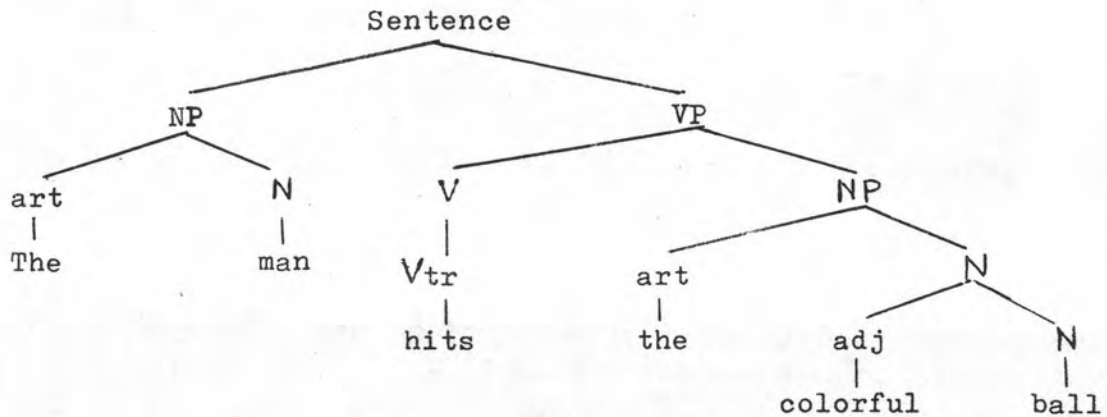 Sentence
NP VP
art N V NP
The man Vtr art N
hits the adj N
colorful ball